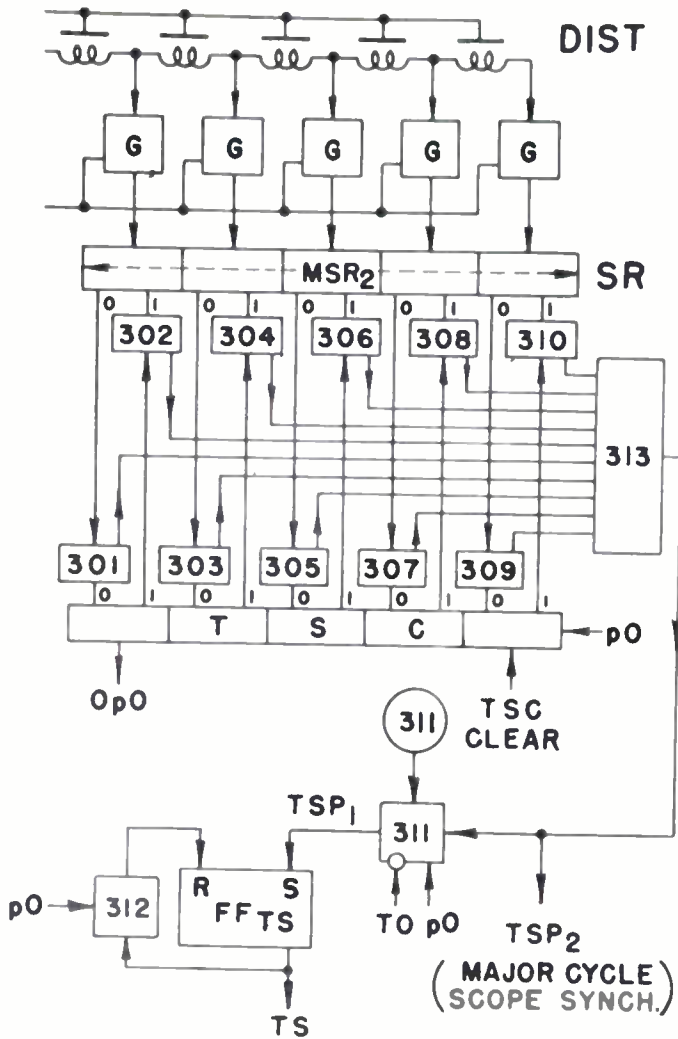 DIST
G G G G G
MSR2 SR
0 1 0 1 0 1 0 1 0 1
302 304 306 308 310
313
301 303 305 307 309
0 1 0 1 0 1 0 1 0 1
T S C pO
OpO
TSC
CLEAR
311
TSP1
311
R S
FF TS
pO
312
TO pO
TSP2
(MAJOR CYCLE
SCOPE SYNCH.)
TS